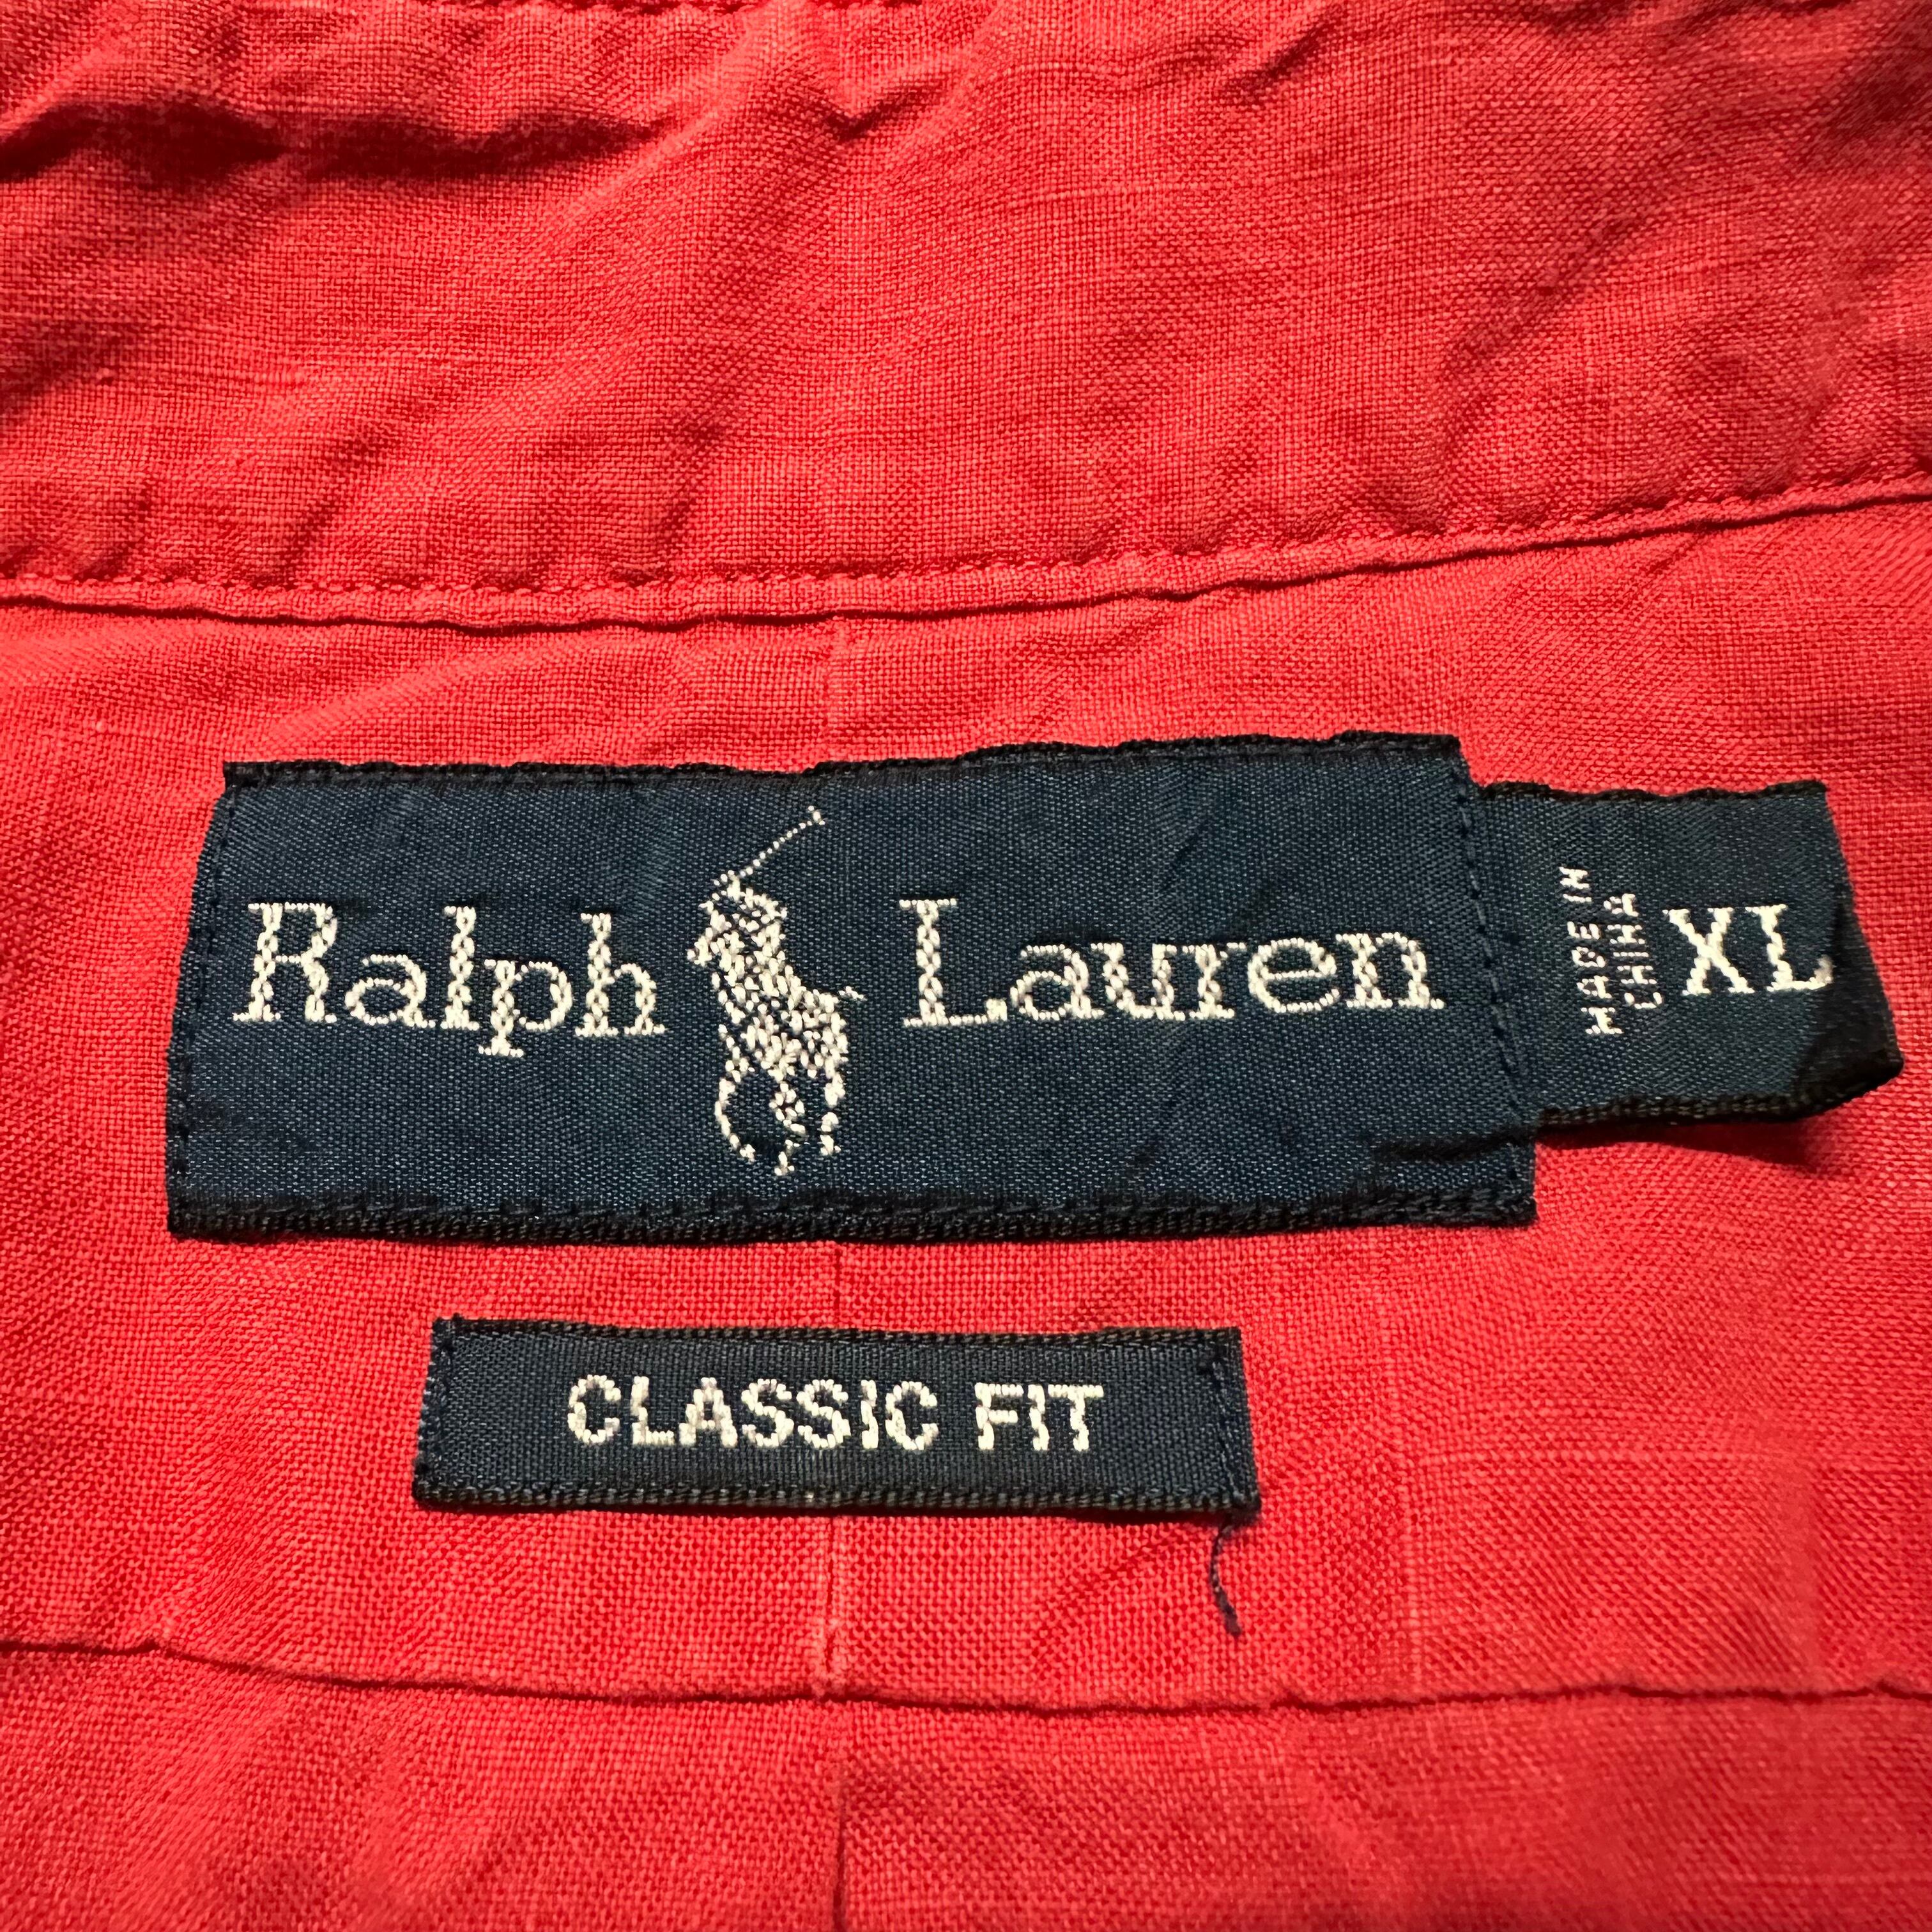 Ralph Lauren
MADE IN
CHINA
XL
CLASSIC FIT